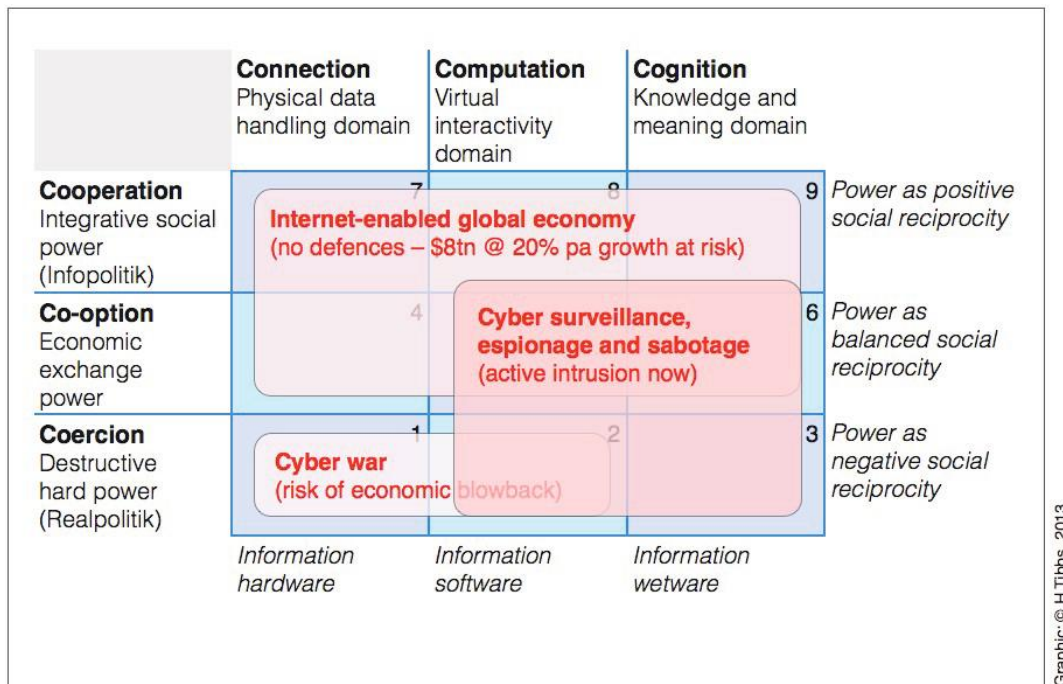 Connection
Physical data
handling domain
Computation
Virtual
interactivity
domain
Cognition
Knowledge and
meaning domain
Cooperation
Integrative social
power
(Infopolitik)
7
8
9
Internet-enabled global economy
(no defences – $8tn @ 20% pa growth at risk)
Power as positive
social reciprocity
Co-option
Economic
exchange
power
4
6
Cyber surveillance,
espionage and sabotage
(active intrusion now)
Power as
balanced social
reciprocity
Coercion
Destructive
hard power
(Realpolitik)
1
2
3
Cyber war
(risk of economic blowback)
Power as
negative social
reciprocity
Information
hardware
Information
software
Information
wetware
Graphic: © H Tibbs, 2013